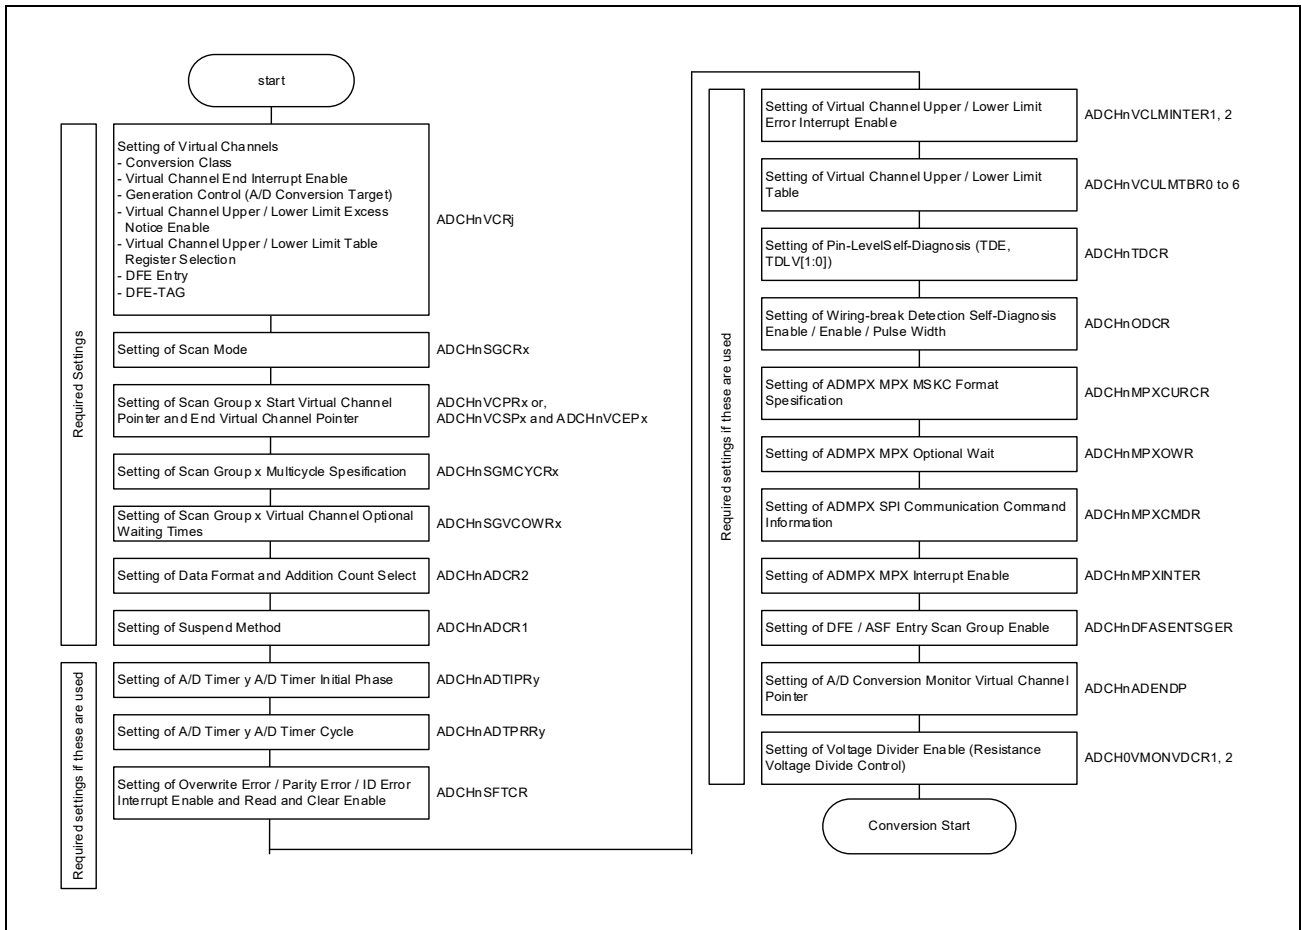 start
Required Settings
Setting of Virtual Channels
- Conversion Class
- Virtual Channel End Interrupt Enable
- Generation Control (A/D Conversion Target)
- Virtual Channel Upper / Lower Limit Excess
Notice Enable
- Virtual Channel Upper / Lower Limit Table
Register Selection
- DFE Entry
- DFE-TAG
ADCHnVCRj
Setting of Scan Mode
ADCHnSGCRx
Setting of Scan Group x Start Virtual Channel
Pointer and End Virtual Channel Pointer
ADCHnVCPRx or,
ADCHnVCSPx and ADCHnVCEPx
Setting of Scan Group x Multicycle Spesification
ADCHnSGMCYCRx
Setting of Scan Group x Virtual Channel Optional
Waiting Times
ADCHnSGVCOWRx
Setting of Data Format and Addition Count Select
ADCHnADCR2
Setting of Suspend Method
ADCHnADCR1
Required settings if these are used
Setting of A/D Timer y A/D Timer Initial Phase
ADCHnADTIPRy
Setting of A/D Timer y A/D Timer Cycle
ADCHnADTPRRy
Setting of Overwrite Error / Parity Error / ID Error
Interrupt Enable and Read and Clear Enable
ADCHnSFTCR
Required settings if these are used
Setting of Virtual Channel Upper / Lower Limit
Error Interrupt Enable
ADCHnVCLMINTER1, 2
Setting of Virtual Channel Upper / Lower Limit
Table
ADCHnVCULMTBR0 to 6
Setting of Pin-LevelSelf-Diagnosis (TDE,
TDLV[1:0])
ADCHnTDCR
Setting of Wiring-break Detection Self-Diagnosis
Enable / Enable / Pulse Width
ADCHnODCR
Setting of ADMPX MPX MSKC Format
Spesification
ADCHnMPXCURCR
Setting of ADMPX MPX Optional Wait
ADCHnMPXOWR
Setting of ADMPX SPI Communication Command
Information
ADCHnMPXCMDR
Setting of ADMPX MPX Interrupt Enable
ADCHnMPXINTER
Setting of DFE / ASF Entry Scan Group Enable
ADCHnDFASENTSGER
Setting of A/D Conversion Monitor Virtual Channel
Pointer
ADCHnADENDP
Setting of Voltage Divider Enable (Resistance
Voltage Divide Control)
ADCH0VMONVDCR1, 2
Conversion Start